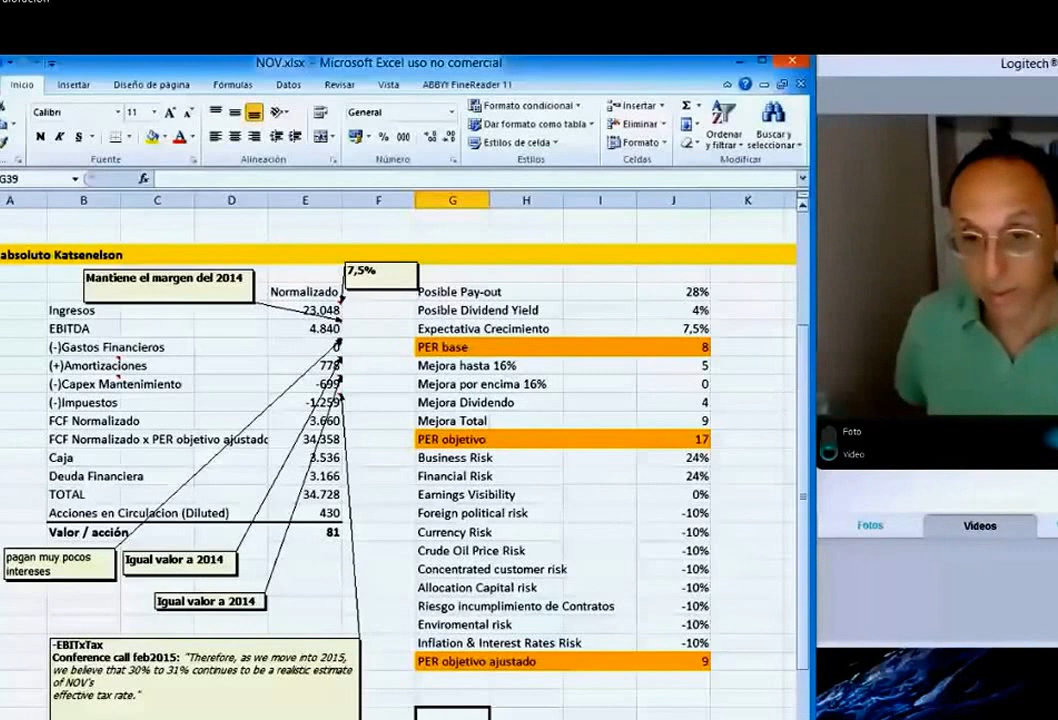 valoración
NOV.xlsx - Microsoft Excel uso no comercial
Logitech®
Inicio Insertar Diseño de página Fórmulas Datos Revisar Vista ABBYY FineReader 11
Calibri 11 General
Formato condicional Insertar Σ
Dar formato como tabla Eliminar
Estilos de celda Formato
N K S % 000
Ordenar y filtrar
Buscar y seleccionar
Fuente Alineación Número Estilos Celdas Modificar
G39 fx
A B C D E F G H I J K
absoluto Katsenelson
Mantiene el margen del 2014
7,5%
Normalizado
Ingresos 23.048
EBITDA 4.840
(-)Gastos Financieros 0
(+)Amortizaciones 778
(-)Capex Mantenimiento -699
(-)Impuestos -1.259
FCF Normalizado 3.660
FCF Normalizado x PER objetivo ajustado 34.358
Caja 3.536
Deuda Financiera 3.166
TOTAL 34.728
Acciones en Circulacion (Diluted) 430
Valor / acción 81
pagan muy pocos
intereses
Igual valor a 2014
Igual valor a 2014
-EBITxTax
Conference call feb2015: "Therefore, as we move into 2015,
we believe that 30% to 31% continues to be a realistic estimate
of NOV's
effective tax rate."
Posible Pay-out 28%
Posible Dividend Yield 4%
Expectativa Crecimiento 7,5%
PER base 8
Mejora hasta 16% 5
Mejora por encima 16% 0
Mejora Dividendo 4
Mejora Total 9
PER objetivo 17
Business Risk 24%
Financial Risk 24%
Earnings Visibility 0%
Foreign political risk -10%
Currency Risk -10%
Crude Oil Price Risk -10%
Concentrated customer risk -10%
Allocation Capital risk -10%
Riesgo incumplimiento de Contratos -10%
Enviromental risk -10%
Inflation & Interest Rates Risk -10%
PER objetivo ajustado 9
Foto
Video
Fotos Videos